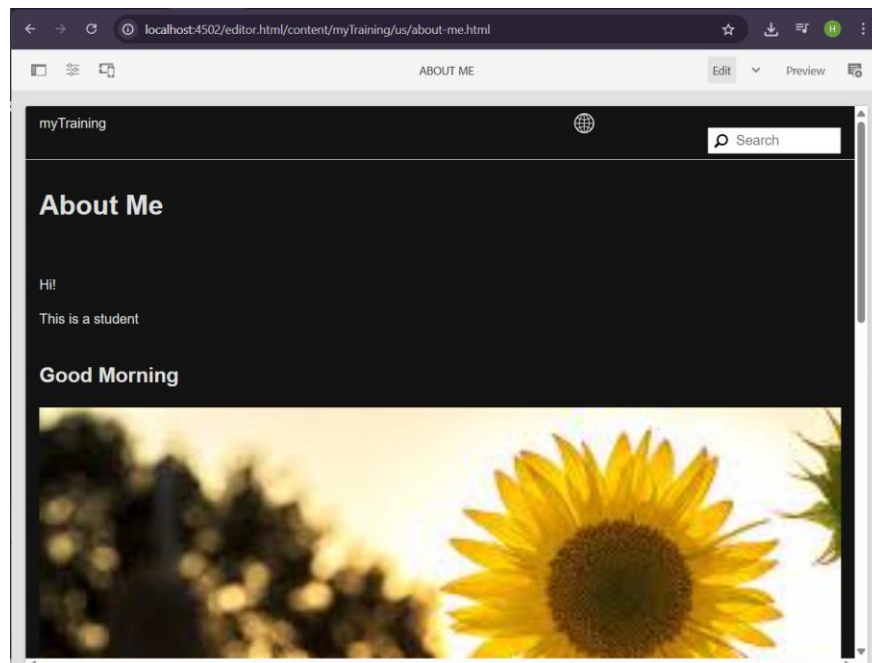 localhost:4502/editor.html/content/myTraining/us/about-me.html
H
ABOUT ME
Edit
Preview
myTraining
Search
About Me
Hi!
This is a student
Good Morning